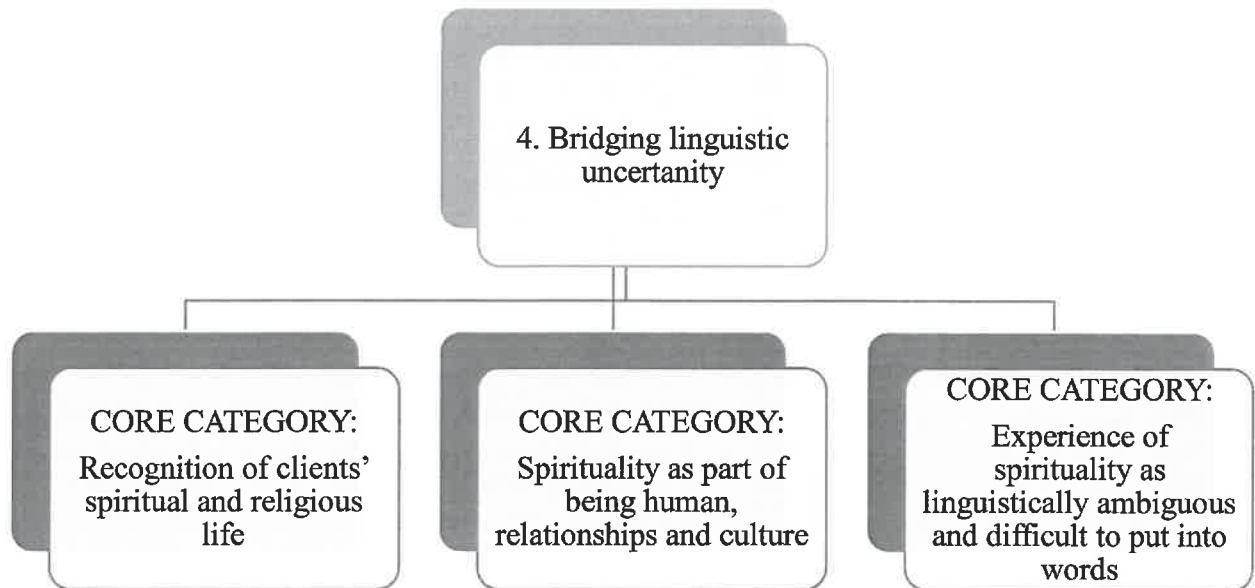 4. Bridging linguistic
uncertanity
CORE CATEGORY:
Recognition of clients’
spiritual and religious
life
CORE CATEGORY:
Spirituality as part of
being human,
relationships and culture
CORE CATEGORY:
Experience of
spirituality as
linguistically ambiguous
and difficult to put into
words